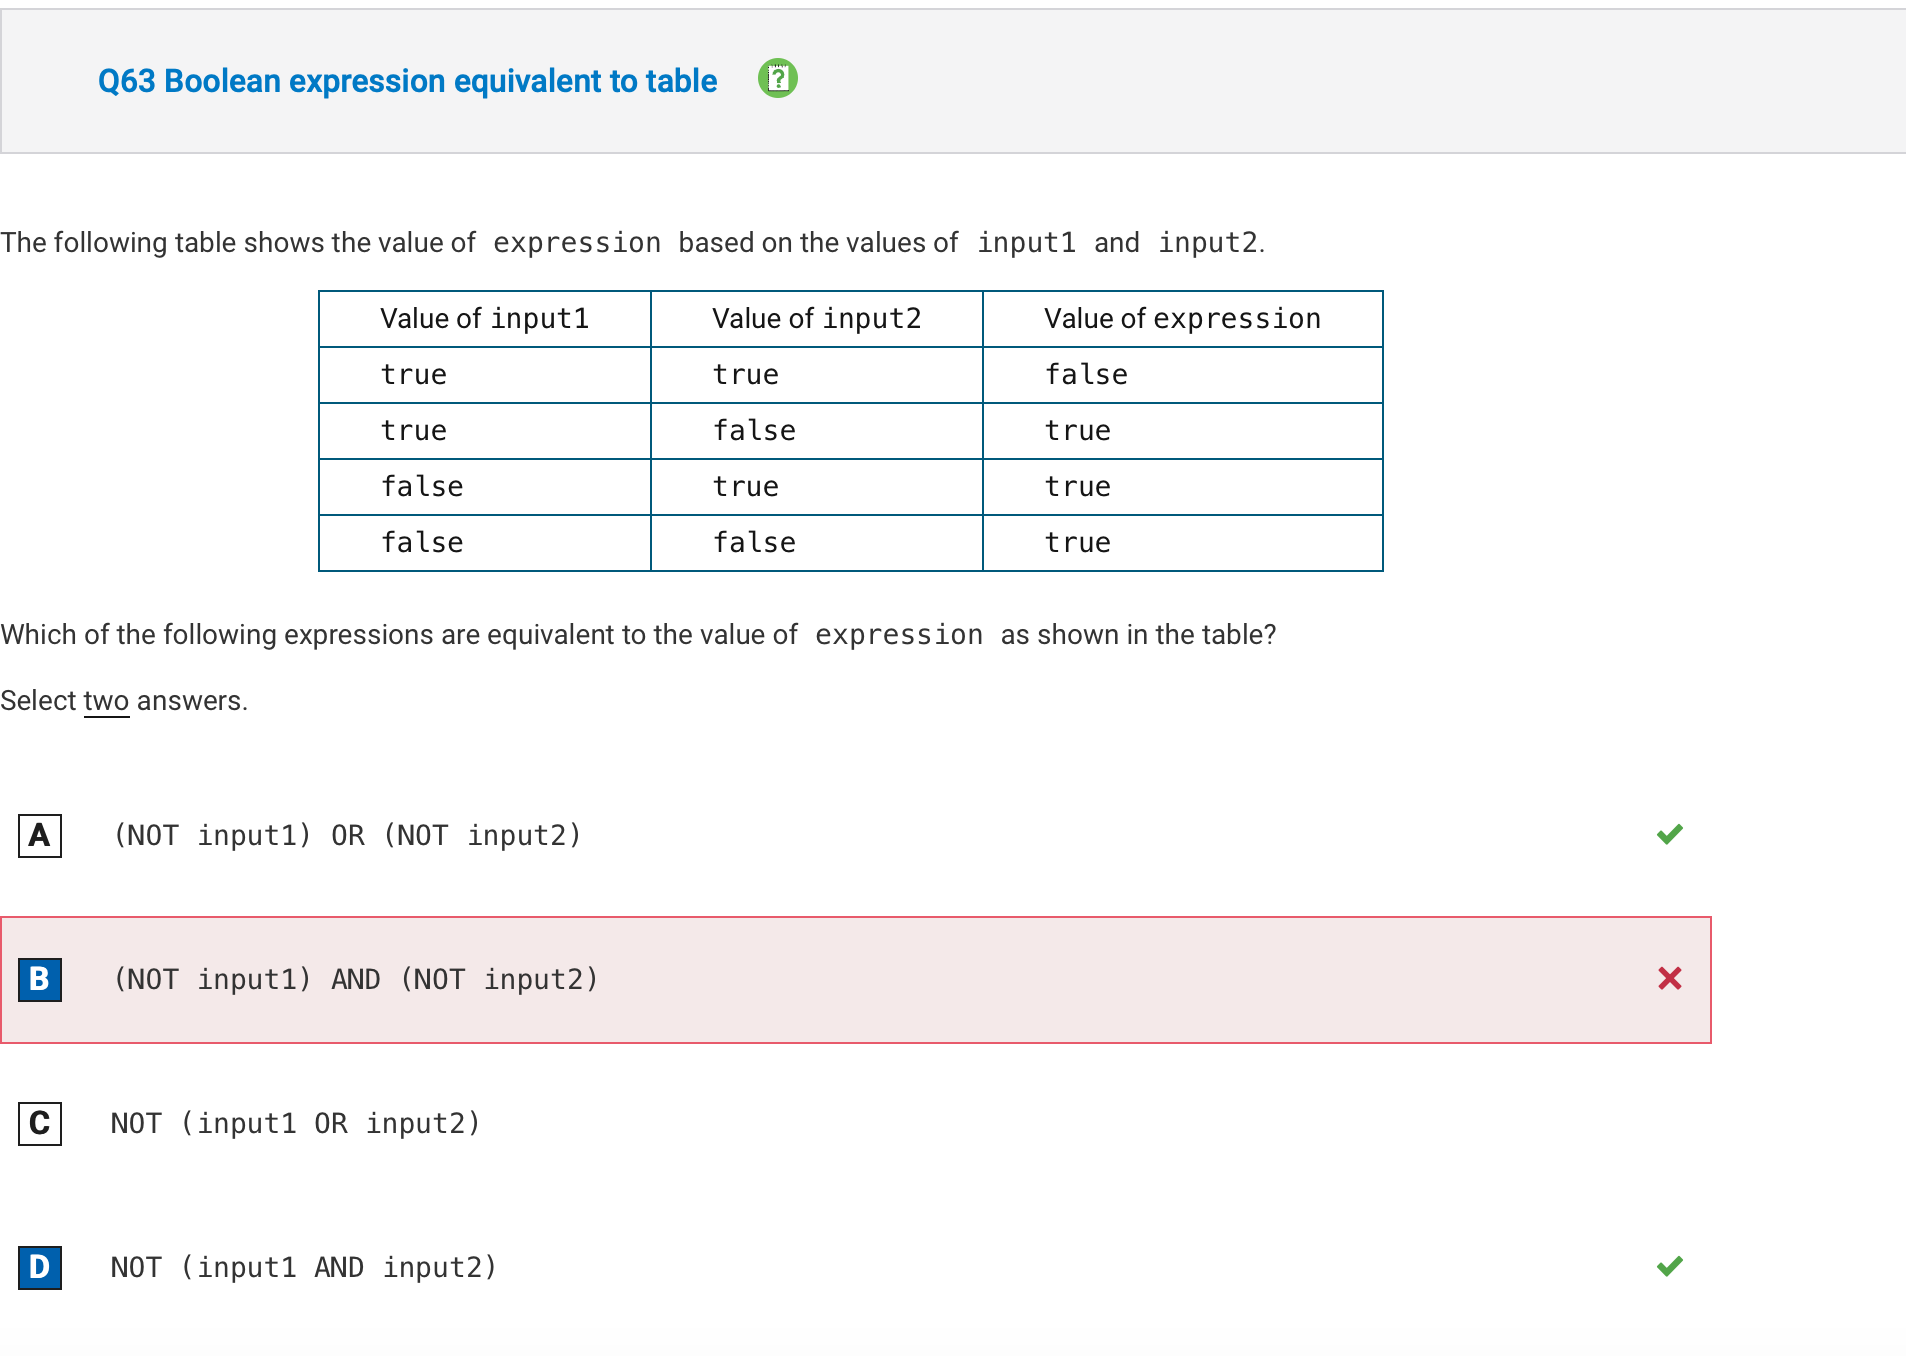 Q63 Boolean expression equivalent to table ?
The following table shows the value of expression based on the values of input1 and input2.
Value of input1 Value of input2 Value of expression
true true false
true false true
false true true
false false true
Which of the following expressions are equivalent to the value of expression as shown in the table?
Select two answers.
A (NOT input1) OR (NOT input2)
B (NOT input1) AND (NOT input2)
C NOT (input1 OR input2)
D NOT (input1 AND input2)